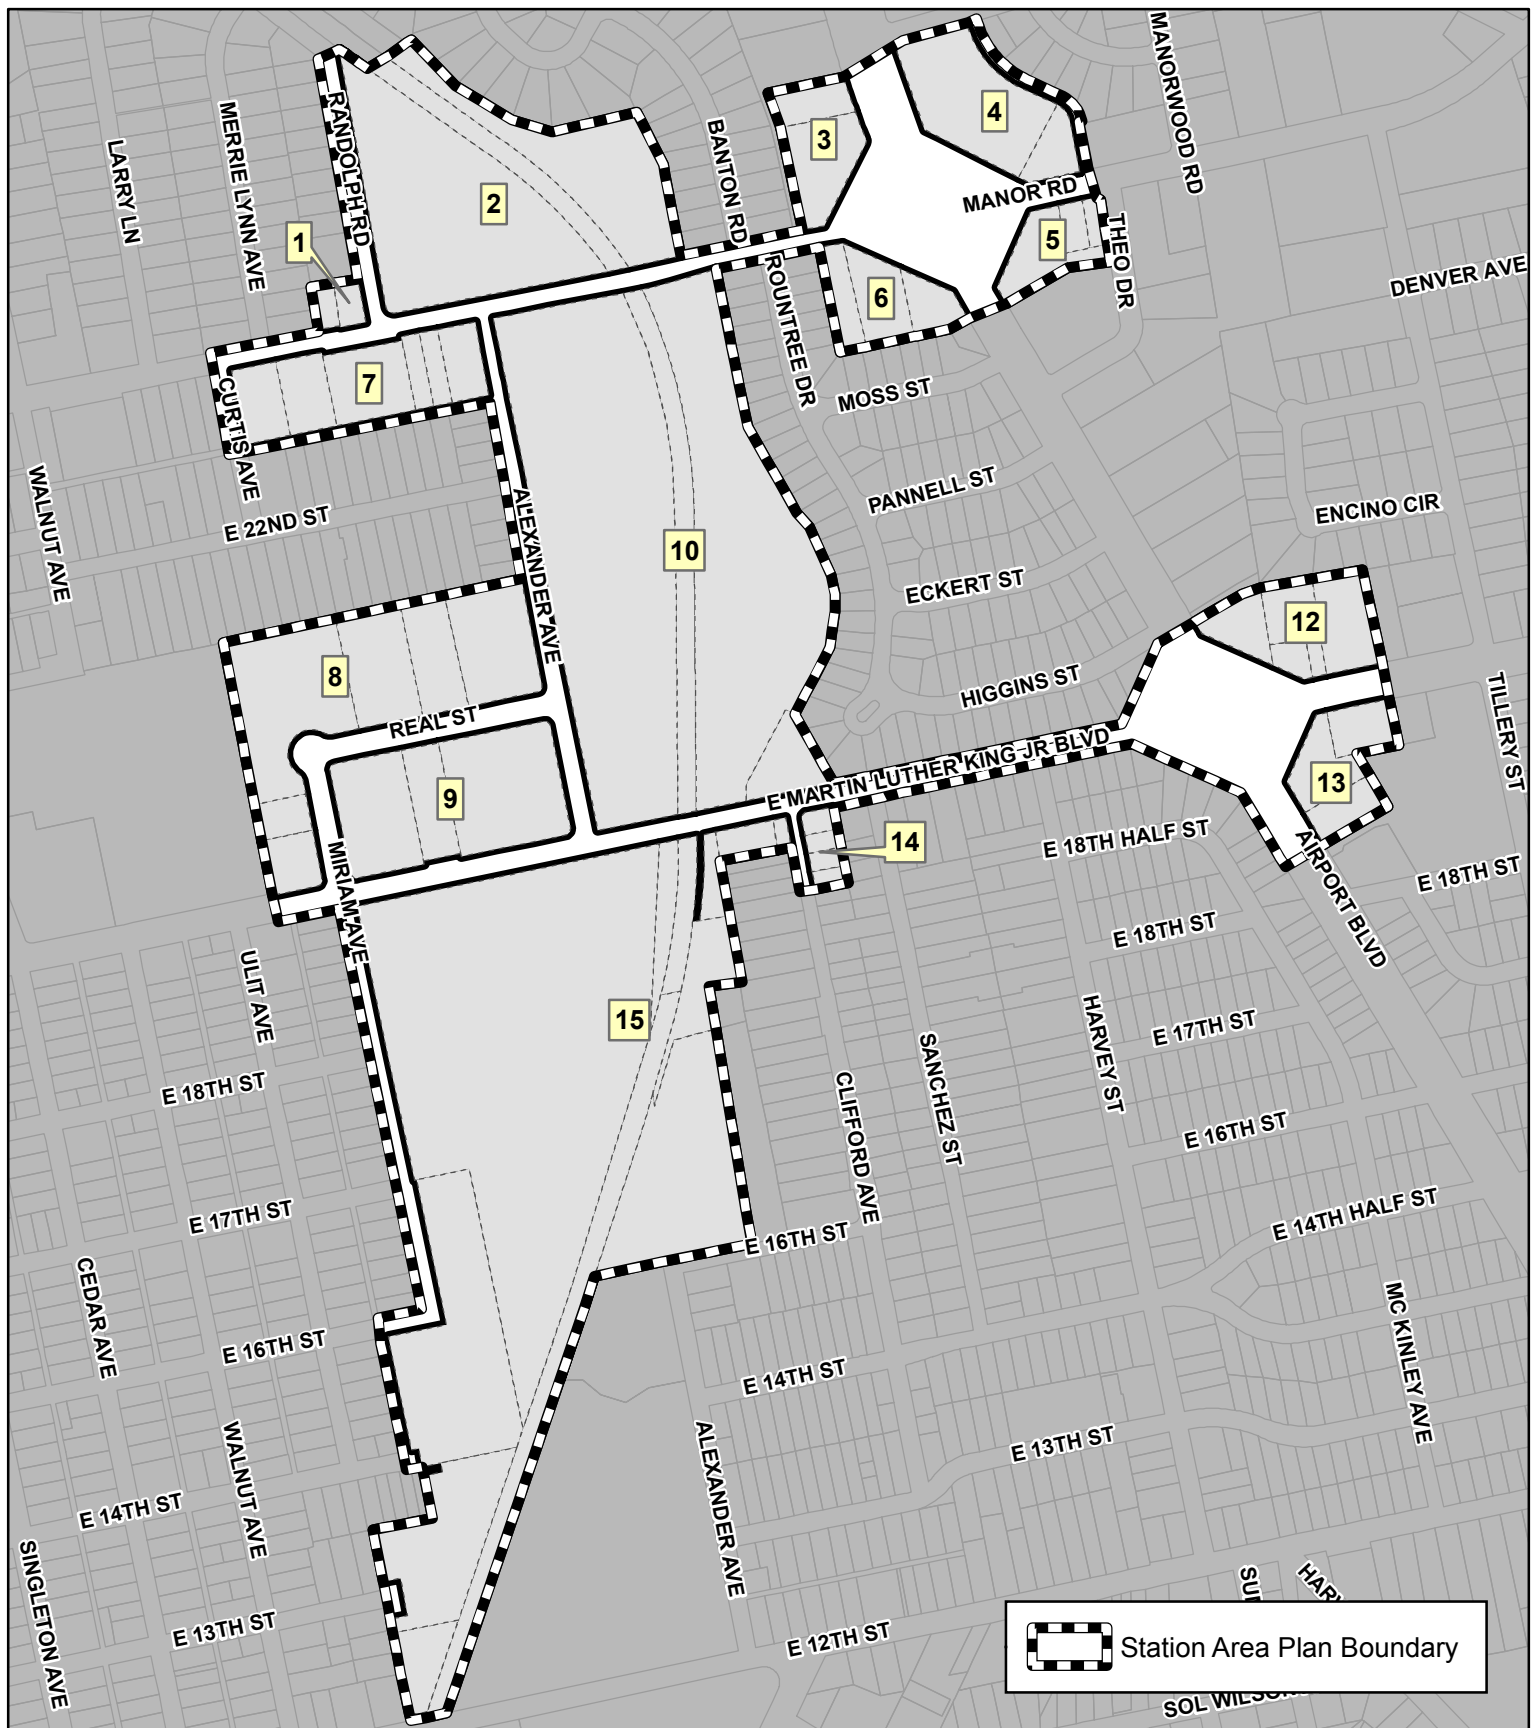 MANORWOOD RD
RANDOLPH RD
MERRIE LYNN AVE
LARRY LN
BANTON RD
3
4
2
MANOR RD
1
5
THEO DR
ROUNTREE DR
6
DENVER AVE
7
CURTIS AVE
MOSS ST
WALNUT AVE
E 22ND ST
ALEXANDER AVE
PANNELL ST
10
ENCINO CIR
ECKERT ST
12
8
HIGGINS ST
REAL ST
TILLERY ST
E MARTIN LUTHER KING JR BLVD
9
13
14
E 18TH HALF ST
MIRIAM AVE
AIRPORT BLVD
E 18TH ST
E 18TH ST
ULIT AVE
15
E 17TH ST
HARVEY ST
SANCHEZ ST
CLIFFORD AVE
E 18TH ST
E 16TH ST
E 17TH ST
E 14TH HALF ST
E 16TH ST
CEDAR AVE
E 16TH ST
MC KINLEY AVE
E 14TH ST
WALNUT AVE
ALEXANDER AVE
E 13TH ST
E 14TH ST
SINGLETON AVE
E 13TH ST
E 12TH ST
Station Area Plan Boundary